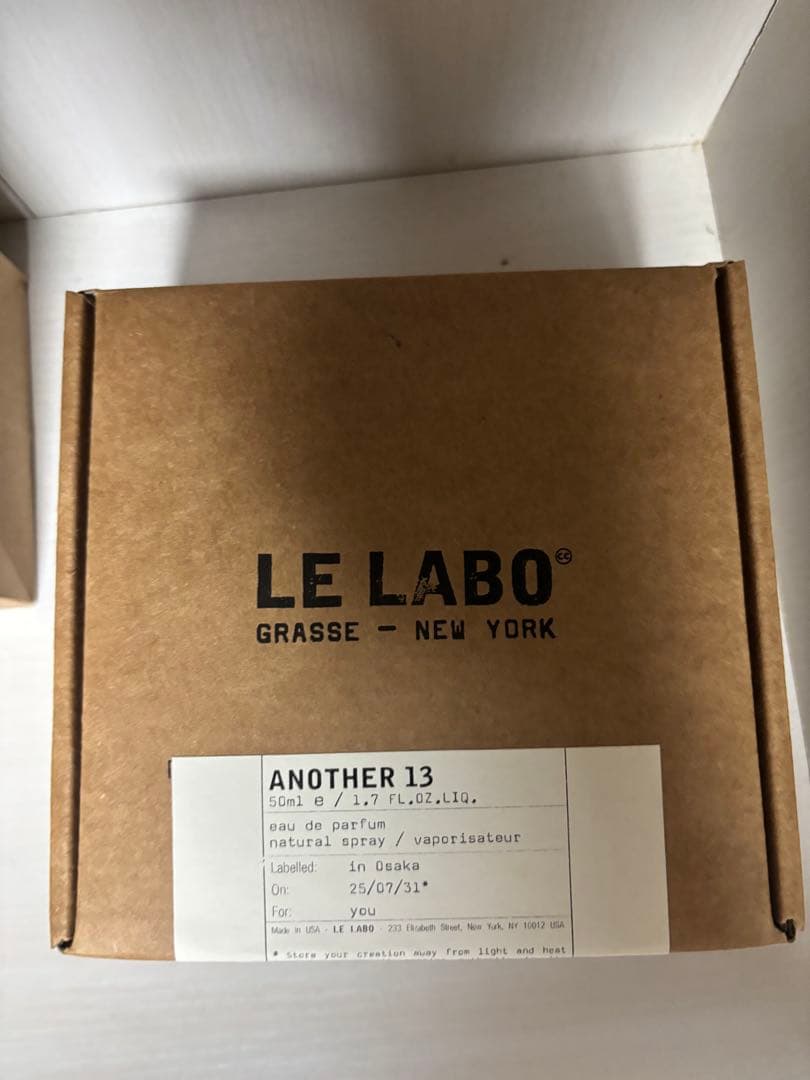 LE LABO
GRASSE — NEW YORK
ANOTHER 13
50ml e / 1.7 FL.OZ.LIQ.
eau de parfum
natural spray / vaporisateur
Labelled: in Osaka
On: 25/07/31*
For: you
Made in USA - LE LABO - 233 Elizabeth Street, New York, NY 10012 USA
* Store your creation away from light and heat